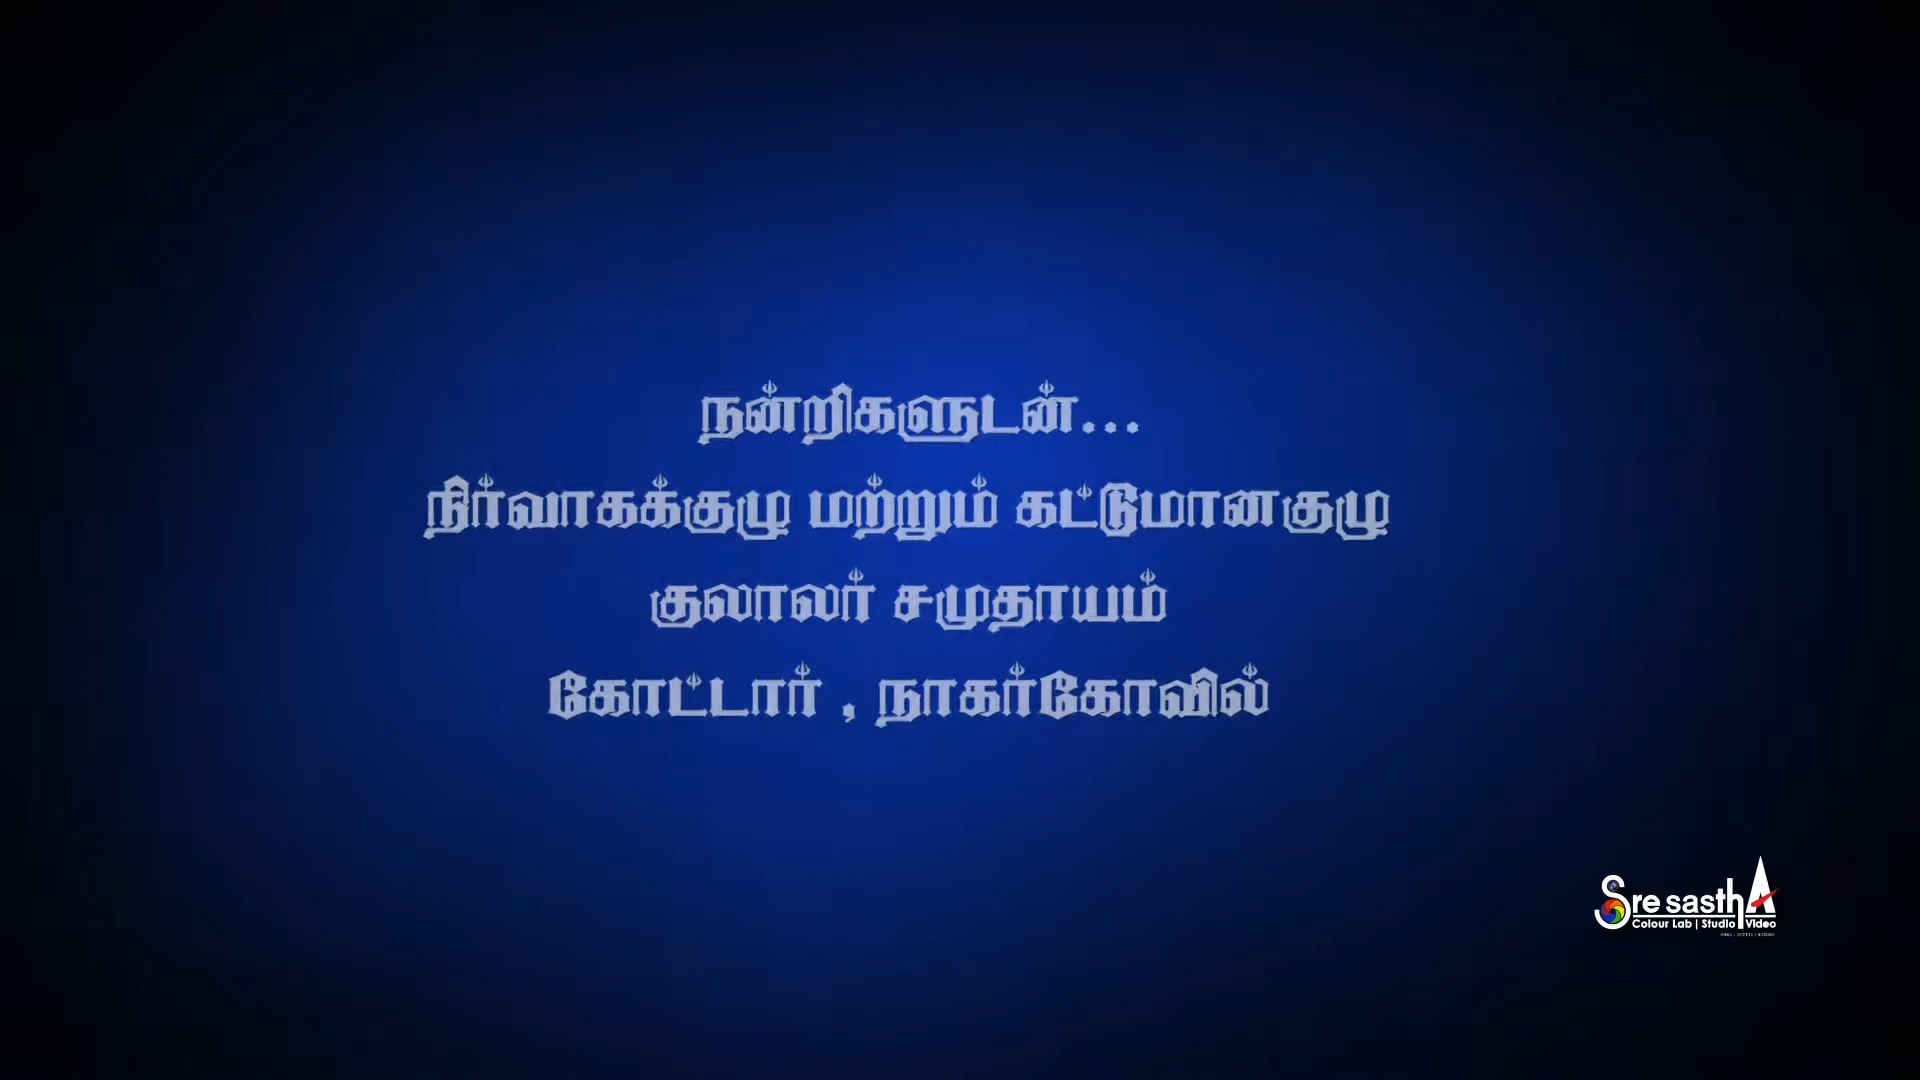 நன்றிகளுடன்...
நிர்வாகக்குழு மற்றும் கட்டுமானகுழு
குலாலர் சமுதாயம்
கோட்டார் , நாகர்கோவில்
Sre sastha
Colour Lab | Studio Video